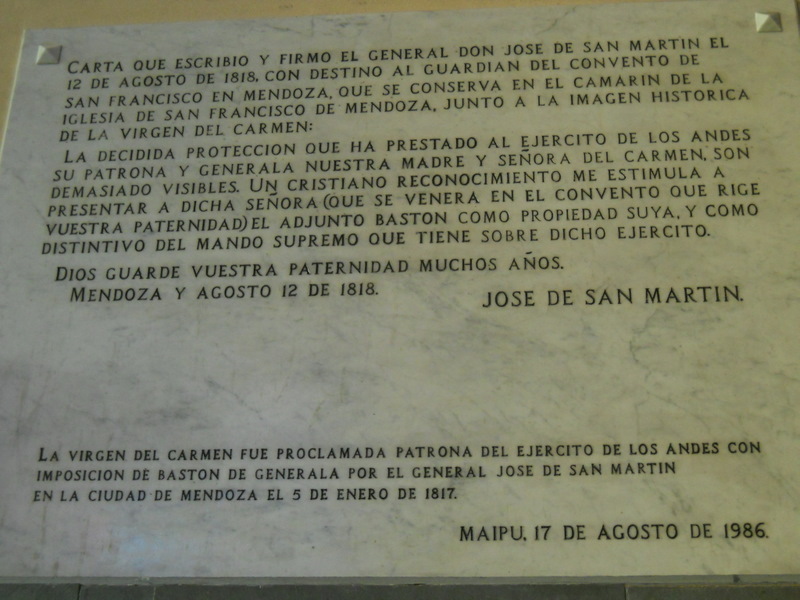 CARTA QUE ESCRIBIO Y FIRMO EL GENERAL DON JOSE DE SAN MARTIN EL
12 DE AGOSTO DE 1818, CON DESTINO AL GUARDIAN DEL CONVENTO DE
SAN FRANCISCO EN MENDOZA, QUE SE CONSERVA EN EL CAMARIN DE LA
IGLESIA DE SAN FRANCISCO DE MENDOZA, JUNTO A LA IMAGEN HISTORICA
DE LA VIRGEN DEL CARMEN:
LA DECIDIDA PROTECCION QUE HA PRESTADO AL EJERCITO DE LOS ANDES
SU PATRONA Y GENERALA NUESTRA MADRE Y SEÑORA DEL CARMEN, SON
DEMASIADO VISIBLES. UN CRISTIANO RECONOCIMIENTO ME ESTIMULA A
PRESENTAR A DICHA SEÑORA (QUE SE VENERA EN EL CONVENTO QUE RIGE
VUESTRA PATERNIDAD) EL ADJUNTO BASTON COMO PROPIEDAD SUYA, Y COMO
DISTINTIVO DEL MANDO SUPREMO QUE TIENE SOBRE DICHO EJERCITO.
DIOS GUARDE VUESTRA PATERNIDAD MUCHOS AÑOS.
MENDOZA Y AGOSTO 12 DE 1818.
JOSE DE SAN MARTIN.
LA VIRGEN DEL CARMEN FUE PROCLAMADA PATRONA DEL EJERCITO DE LOS ANDES CON
IMPOSICION DE BASTON DE GENERALA POR EL GENERAL JOSE DE SAN MARTIN
EN LA CIUDAD DE MENDOZA EL 5 DE ENERO DE 1817.
MAIPU, 17 DE AGOSTO DE 1986.